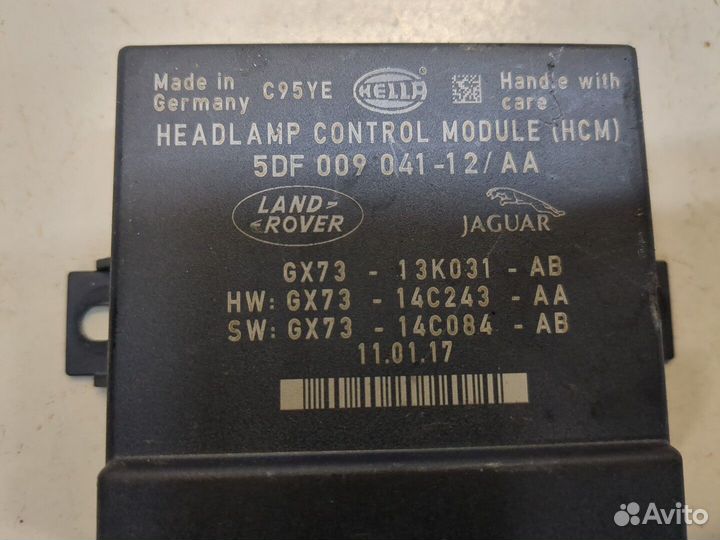 Made in Germany
C95YE
HELLA
®
Handle with care
HEADLAMP CONTROL MODULE (HCM)
5DF 009 041-12/AA
LAND ROVER
JAGUAR
GX73 - 13K031 - AB
HW: GX73 - 14C243 - AA
SW: GX73 - 14C084 - AB
11.01.17
Avito